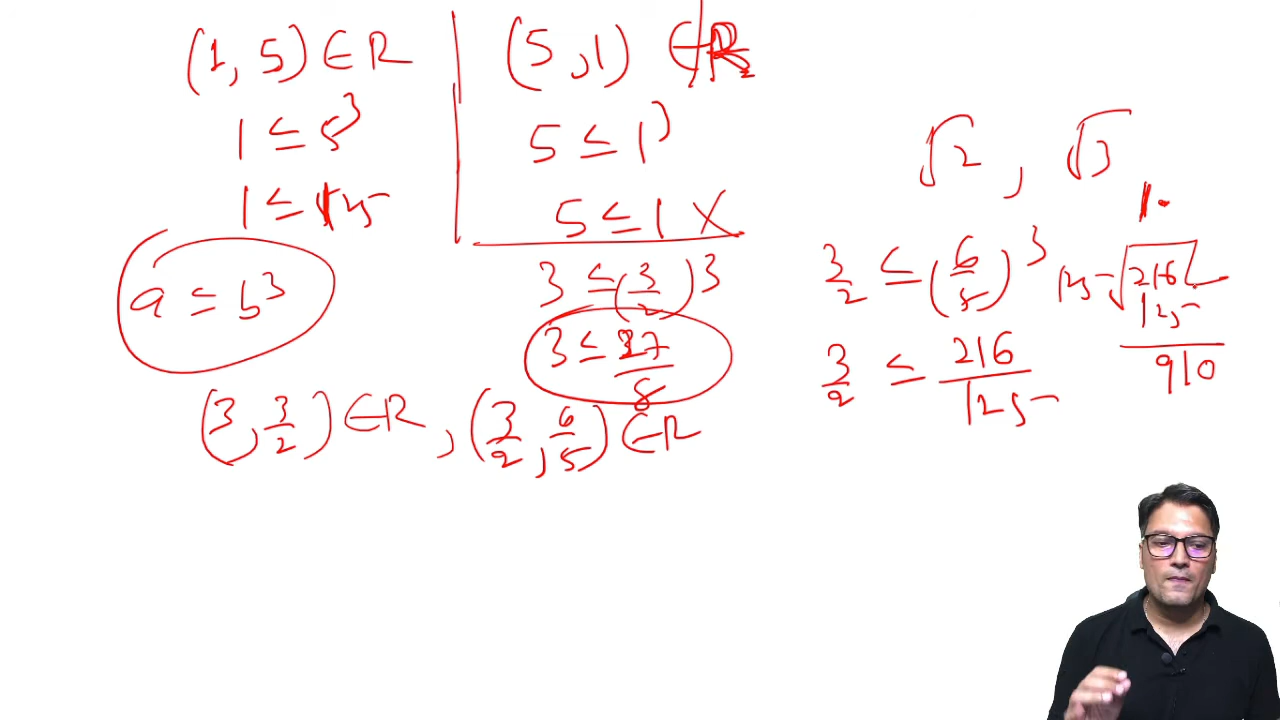 (1, 5) ∈ R
1 ≤ 5³
1 ≤ 125
a ≤ b³
(5, 1) ∉ R
5 ≤ 1³
5 ≤ 1 X
3 ≤ (3/2)³
3 ≤ 27/8
(3, 3/2) ∈ R, (3/2, 6/5) ∈ R
√2, √3
3/2 ≤ (6/5)³
3/2 ≤ 216/125
1.
125 √216
125
910